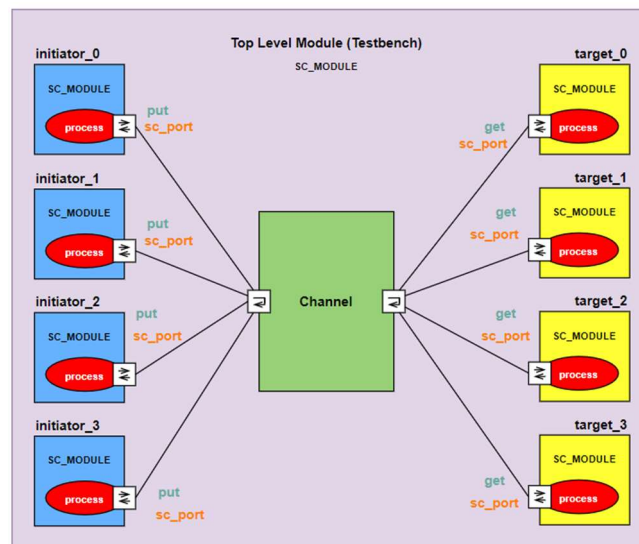 Top Level Module (Testbench)
SC_MODULE
initiator_0
SC_MODULE
process
put
sc_port
initiator_1
SC_MODULE
process
put
sc_port
initiator_2
SC_MODULE
process
put
sc_port
initiator_3
SC_MODULE
process
put
sc_port
Channel
target_0
SC_MODULE
process
get
sc_port
target_1
SC_MODULE
process
get
sc_port
target_2
SC_MODULE
process
get
sc_port
target_3
SC_MODULE
process
get
sc_port